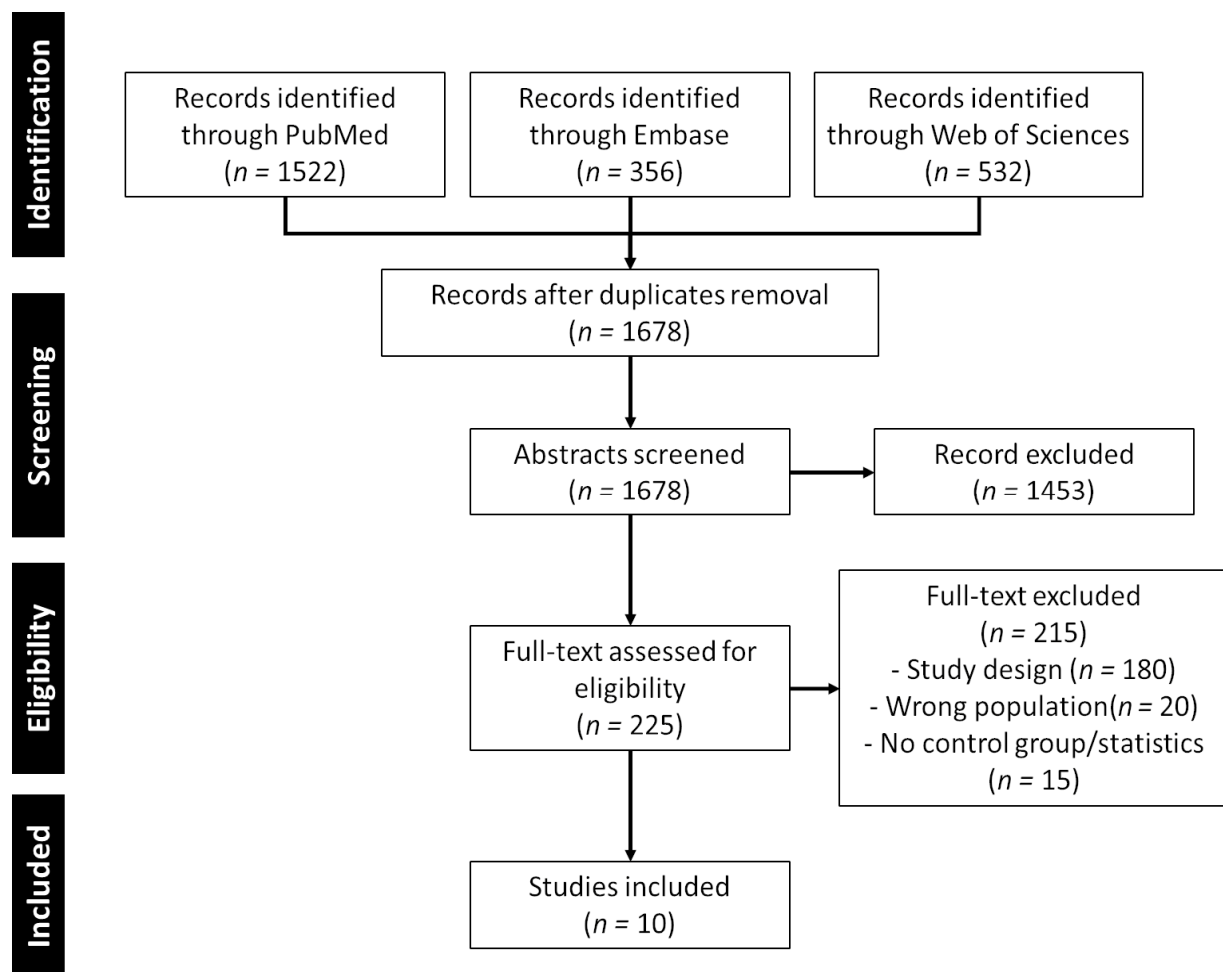 Identification
Records identified
through PubMed
(n = 1522)
Records identified
through Embase
(n = 356)
Records identified
through Web of Sciences
(n = 532)
Records after duplicates removal
(n = 1678)
Screening
Abstracts screened
(n = 1678)
Record excluded
(n = 1453)
Eligibility
Full-text assessed for
eligibility
(n = 225)
Full-text excluded
(n = 215)
- Study design (n = 180)
- Wrong population(n = 20)
- No control group/statistics
(n = 15)
Included
Studies included
(n = 10)